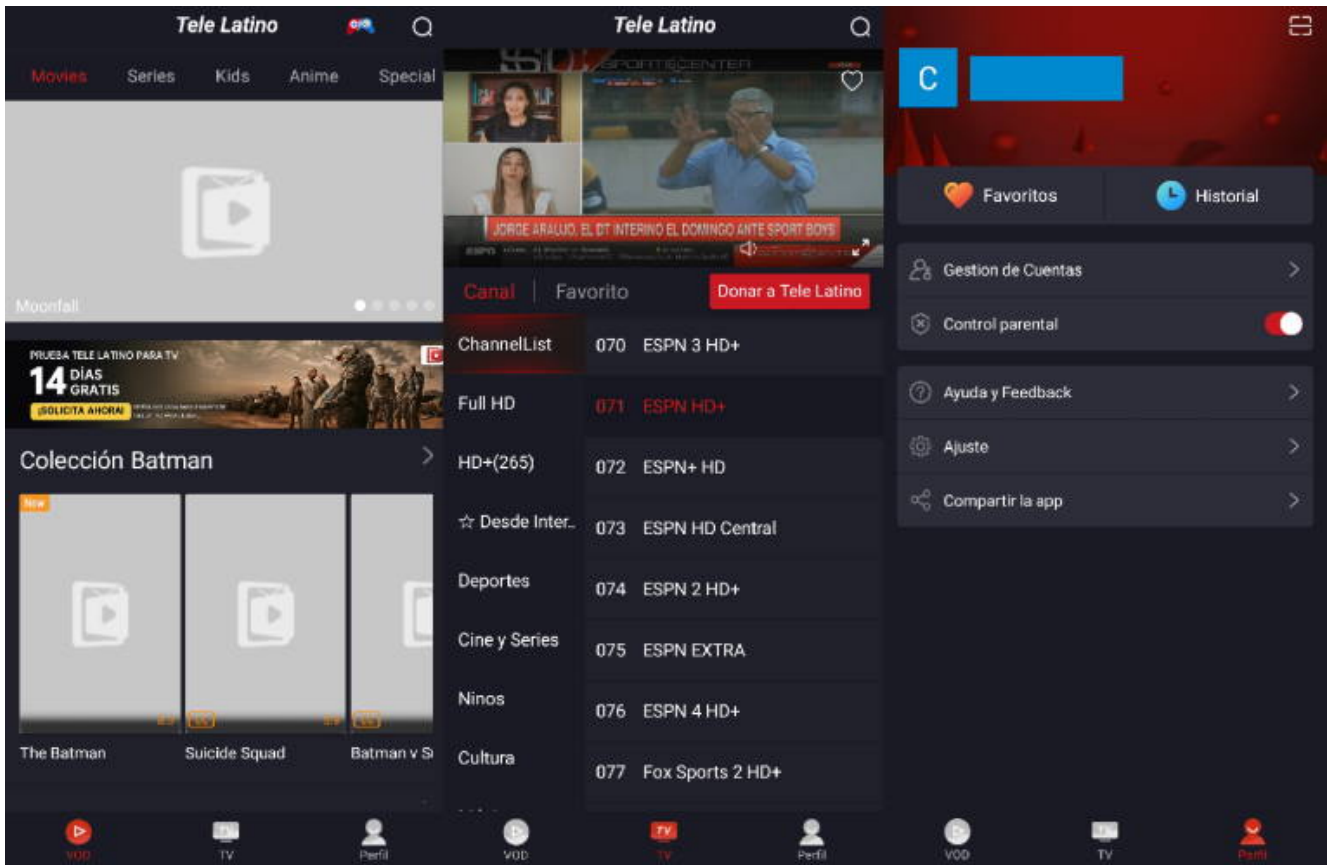 Tele Latino
Movies Series Kids Anime Special
Moonfall
PRUEBA TELE LATINO PARA TV
14 DÍAS GRATIS
¡SOLICITA AHORA!
Colección Batman
New
The Batman Suicide Squad Batman v Su
VOD TV Perfil
Tele Latino
SPORTSCENTER
JORGE ARAUJO, EL DT INTERINO EL DOMINGO ANTE SPORT BOYS
ESPN
Canal Favorito Donar a Tele Latino
ChannelList
Full HD
HD+(265)
☆ Desde Inter..
Deportes
Cine y Series
Ninos
Cultura
070 ESPN 3 HD+
071 ESPN HD+
072 ESPN+ HD
073 ESPN HD Central
074 ESPN 2 HD+
075 ESPN EXTRA
076 ESPN 4 HD+
077 Fox Sports 2 HD+
VOD TV Perfil
C
Favoritos Historial
Gestion de Cuentas
Control parental
Ayuda y Feedback
Ajuste
Compartir la app
VOD TV Perfil